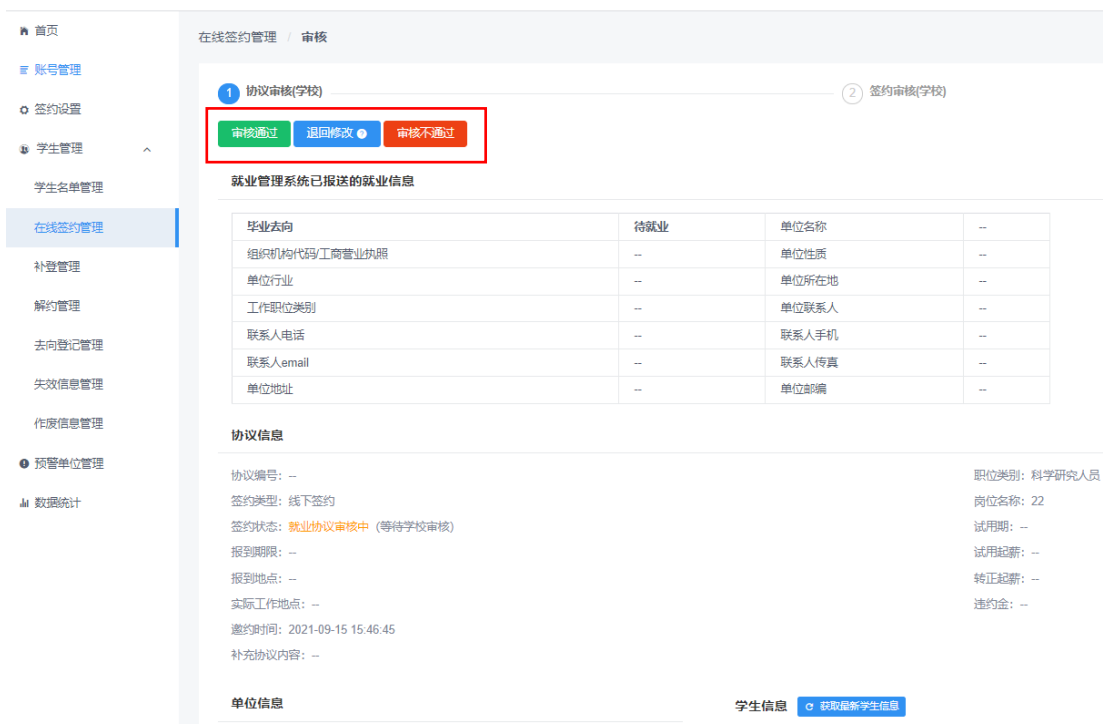 首页
账号管理
签约设置
学生管理
学生名单管理
在线签约管理
补登管理
解约管理
去向登记管理
失效信息管理
作废信息管理
预警单位管理
数据统计
在线签约管理 / 审核
1 协议审核(学校) 2 签约审核(学校)
审核通过 退回修改 审核不通过
就业管理系统已报送的就业信息
毕业去向 待就业 单位名称 --
组织机构代码/工商营业执照 -- 单位性质 --
单位行业 -- 单位所在地 --
工作职位类别 -- 单位联系人 --
联系人电话 -- 联系人手机 --
联系人email -- 联系人传真 --
单位地址 -- 单位邮编 --
协议信息
协议编号：-- 职位类别：科学研究人员
签约类型：线下签约 岗位名称：22
签约状态：就业协议审核中（等待学校审核） 试用期：--
报到期限：-- 试用起薪：--
报到地点：-- 转正起薪：--
实际工作地点：-- 违约金：--
邀约时间：2021-09-15 15:46:45
补充协议内容：--
单位信息 学生信息 获取最新学生信息